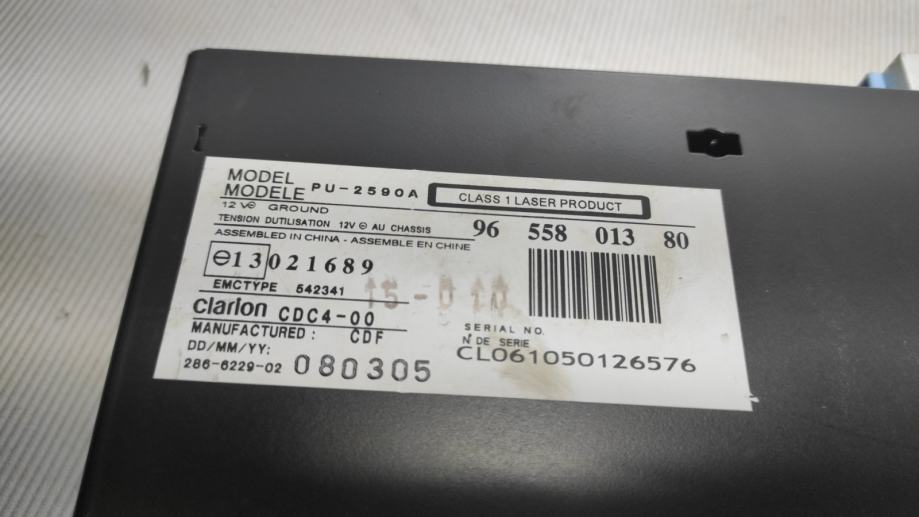 MODEL
MODELE PU-2590A
CLASS 1 LASER PRODUCT
12 V⊖ GROUND
TENSION DUTILISATION 12V ⊖ AU CHASSIS
96 558 013 80
ASSEMBLED IN CHINA - ASSEMBLE EN CHINE
e13 021689
EMCTYPE 642341
clarion CDC4-00
MANUFACTURED : CDF
DD/MM/YY:
286-6229-02 080305
SERIAL NO.
N° DE SERIE
CL061050126576